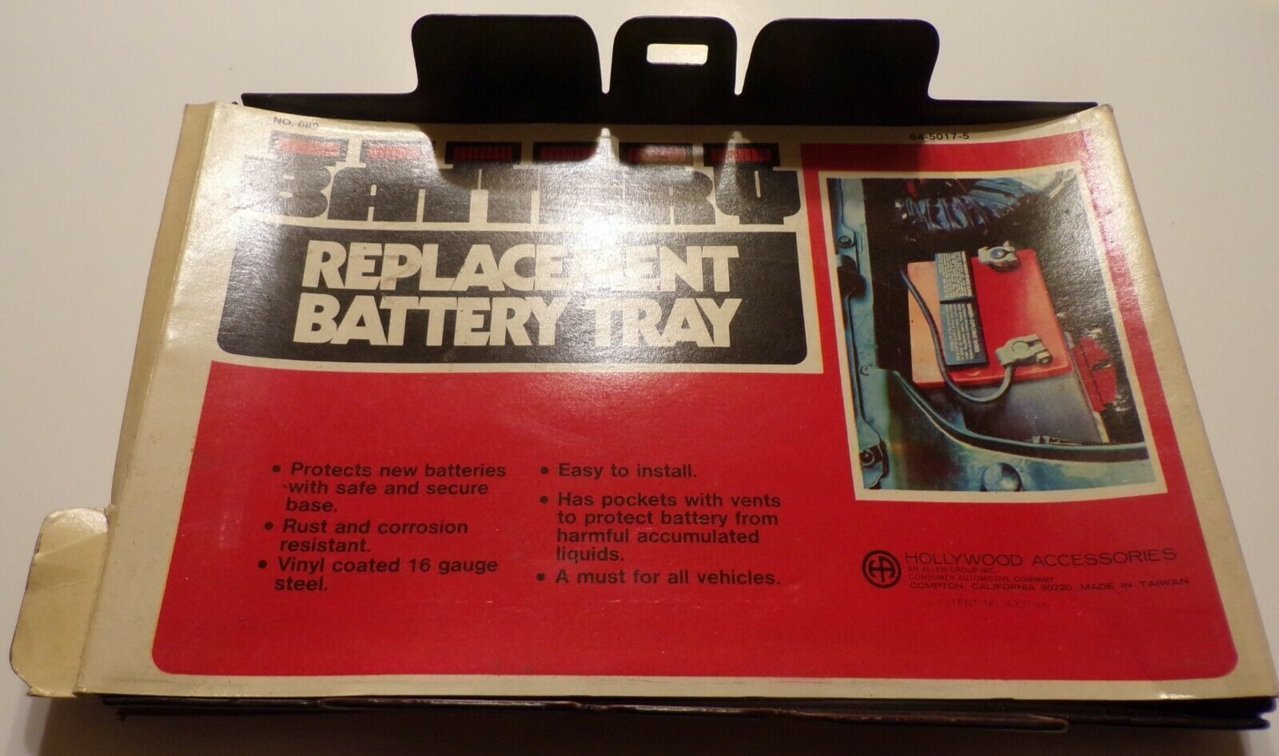 NO. 689
64-5017-5
BATTERY
REPLACEMENT
BATTERY TRAY
• Protects new batteries
with safe and secure
base.
• Rust and corrosion
resistant.
• Vinyl coated 16 gauge
steel.
• Easy to install.
• Has pockets with vents
to protect battery from
harmful accumulated
liquids.
• A must for all vehicles.
HOLLYWOOD ACCESSORIES
AN ALLEN GROUP INC.
CONSUMER AUTOMOTIVE COMPANY
COMPTON, CALIFORNIA 90220 MADE IN TAIWAN
PATENT No.